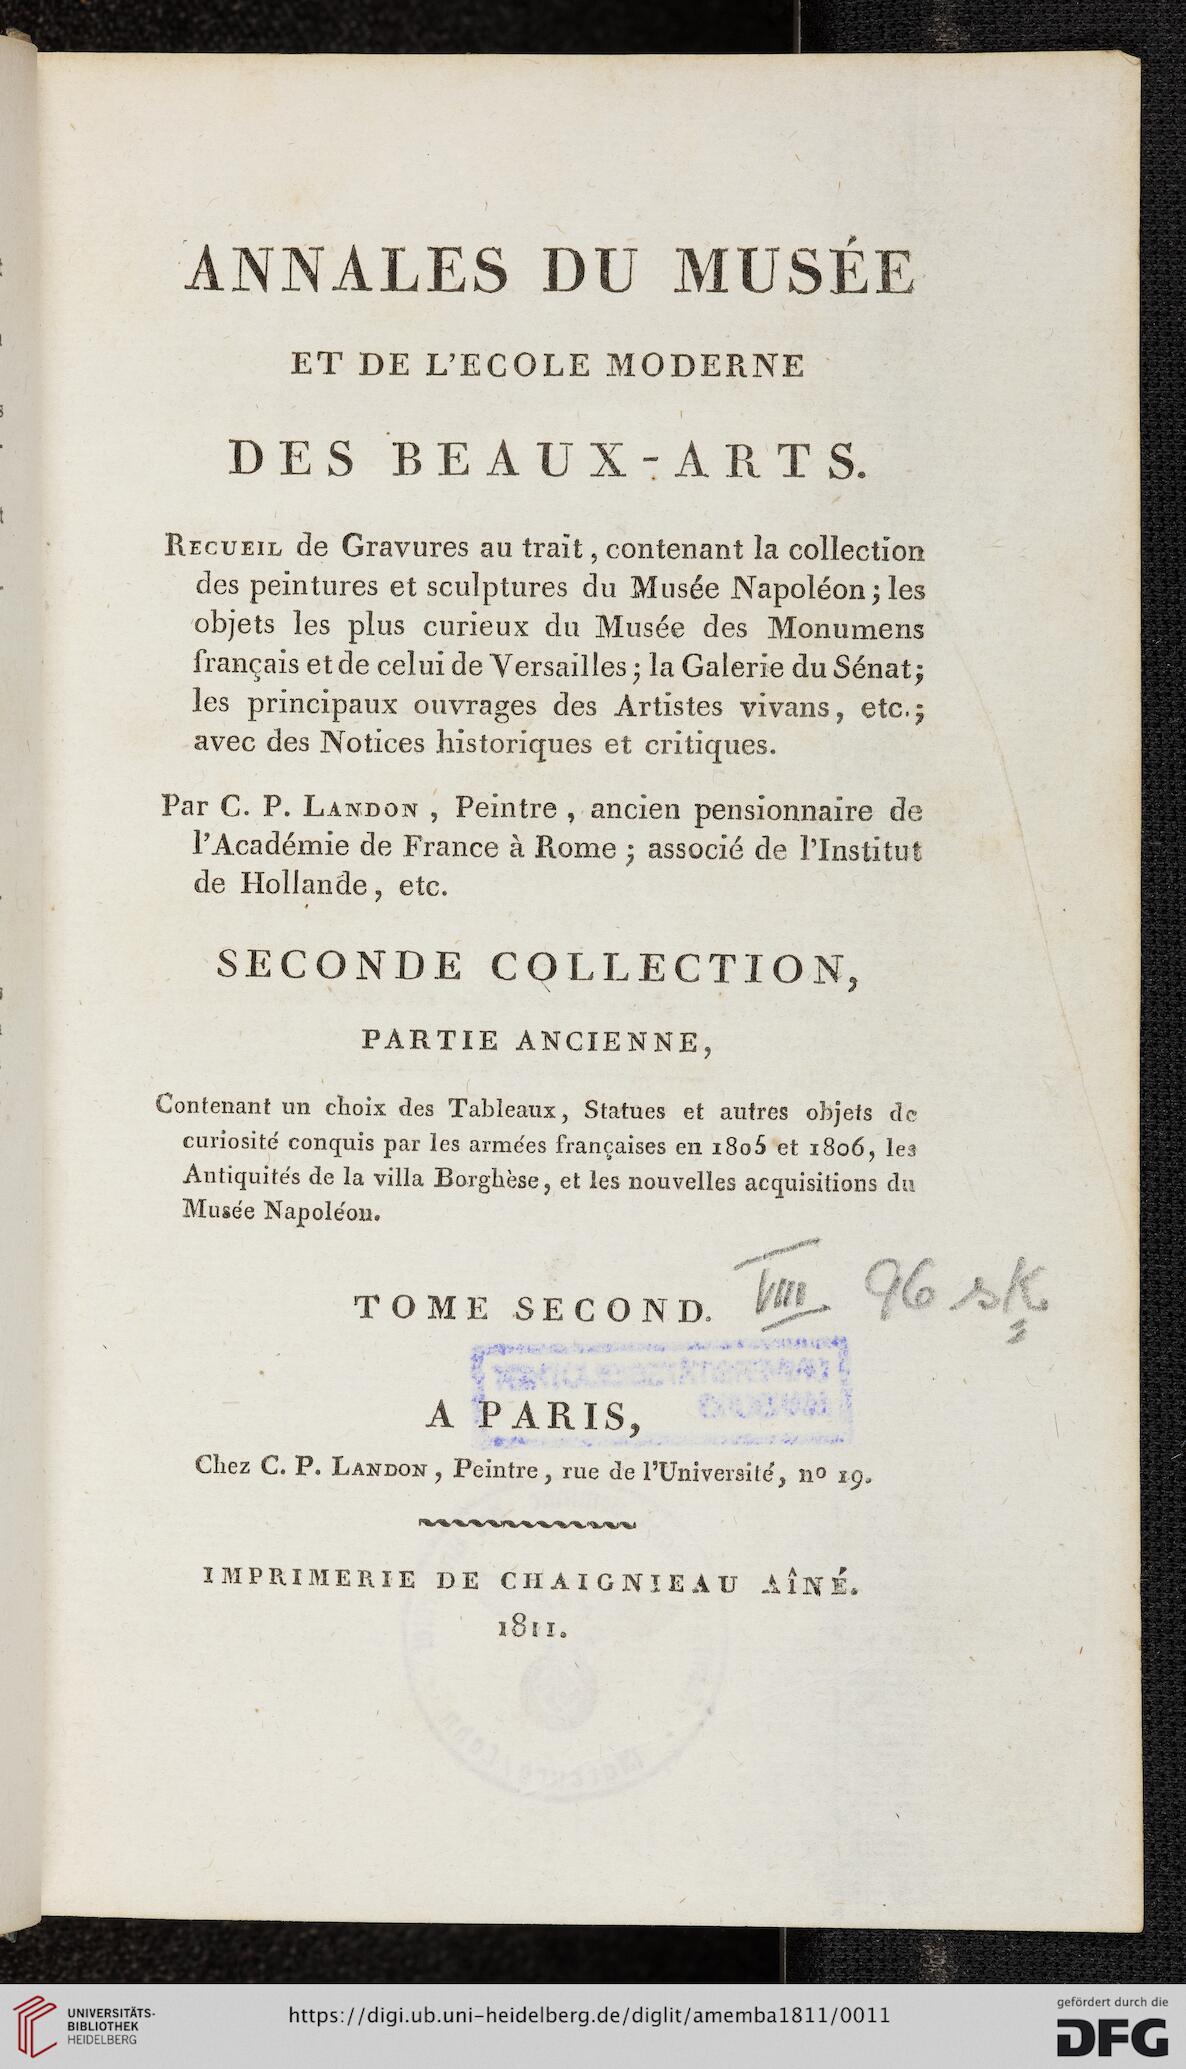 ANNALES DU MUSÉE
ET DE L'ECOLE MODERNE
DES BEAUX-ARTS.
RECUEIL de Gravures au trait, contenant la collection
des peintures et sculptures du Musée Napoléon; les
objets les plus curieux du Musée des Monumens
français et de celui de Versailles; la Galerie du Sénat;
les principaux ouvrages des Artistes vivans, etc.;
avec des Notices historiques et critiques.
Par C. P. LANDON, Peintre, ancien pensionnaire de
l'Académie de France à Rome; associé de l'Institut
de Hollande, etc.
SECONDE COLLECTION,
PARTIE ANCIENNE,
Contenant un choix des Tableaux, Statues et autres objets de
curiosité conquis par les armées françaises en 1805 et 1806, les
Antiquités de la villa Borghèse, et les nouvelles acquisitions du
Musée Napoléon.
TOME SECOND.
VIII 96
A PARIS,
Chez C. P. LANDON, Peintre, rue de l'Université, nº 19.
IMPRIMERIE DE CHAIGNIEAU AÎNÉ.
1811.
UNIVERSITÄTS-
BIBLIOTHEK
HEIDELBERG
https://digi.ub.uni-heidelberg.de/diglit/amemba1811/0011
gefördert durch die
DFG